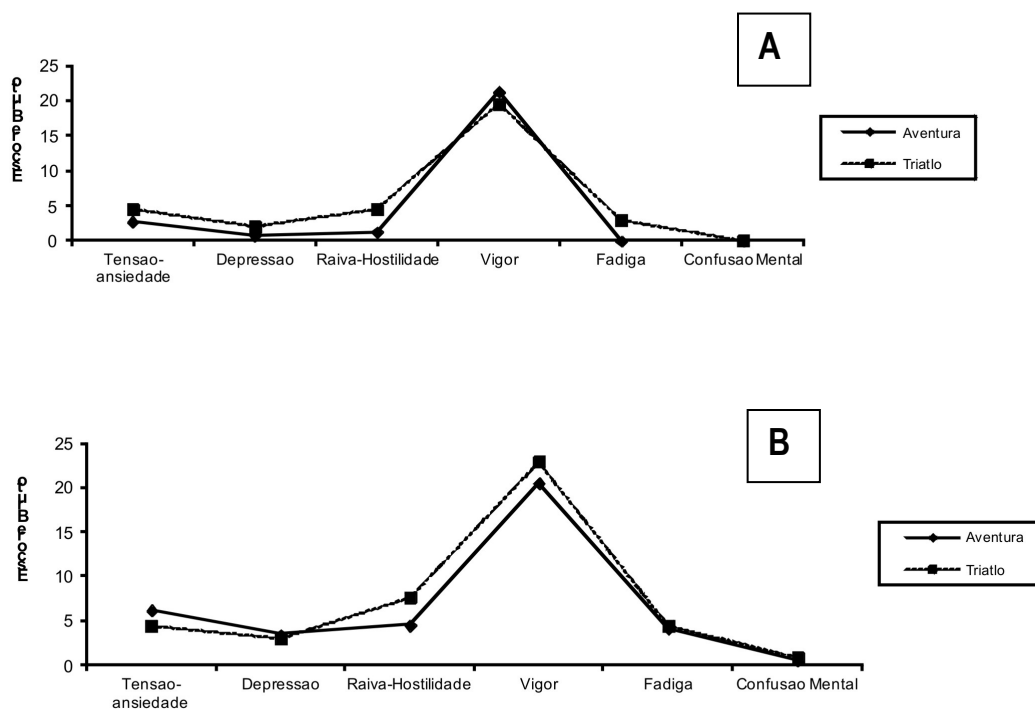 A
25
20
15
10
5
0
Tensao-
ansiedade
Depressao
Raiva-Hostilidade
Vigor
Fadiga
Confusao Mental
Aventura
Triatlo
B
25
20
15
10
5
0
Tensao-
ansiedade
Depressao
Raiva-Hostilidade
Vigor
Fadiga
Confusao Mental
Aventura
Triatlo